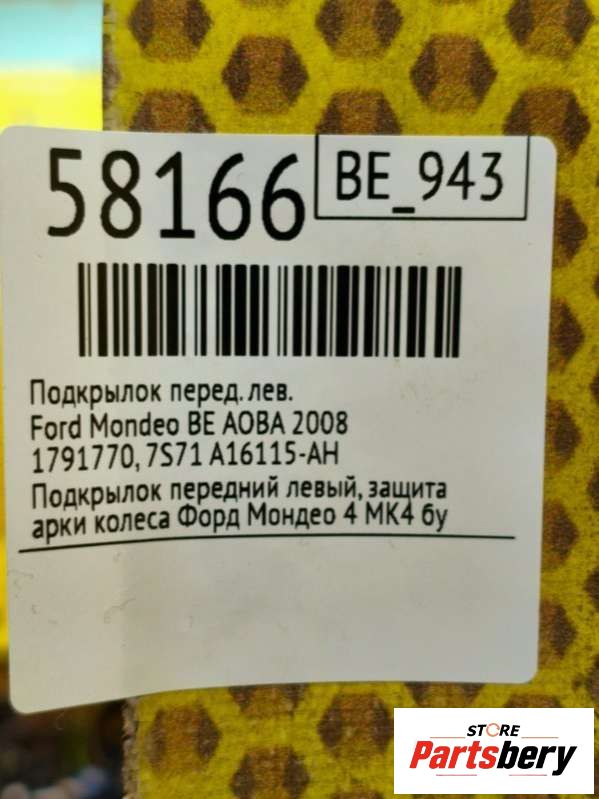 58166
BE_943
Подкрылок перед. лев.
Ford Mondeo BE AOBA 2008
1791770, 7S71 A16115-AH
Подкрылок передний левый, защита
арки колеса Форд Мондео 4 МК4 бу
STORE
Partsbery